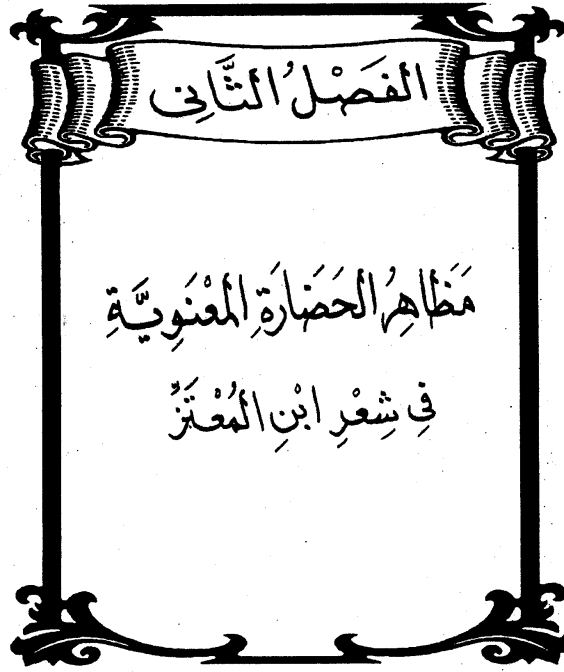 الفَصْلُ الثَّانِى
مَظَاهِرُ الحَضَارَةِ المَعْنَوِيَّةِ
فِى شِعْرِ ابْنِ المُعْتَزِّ